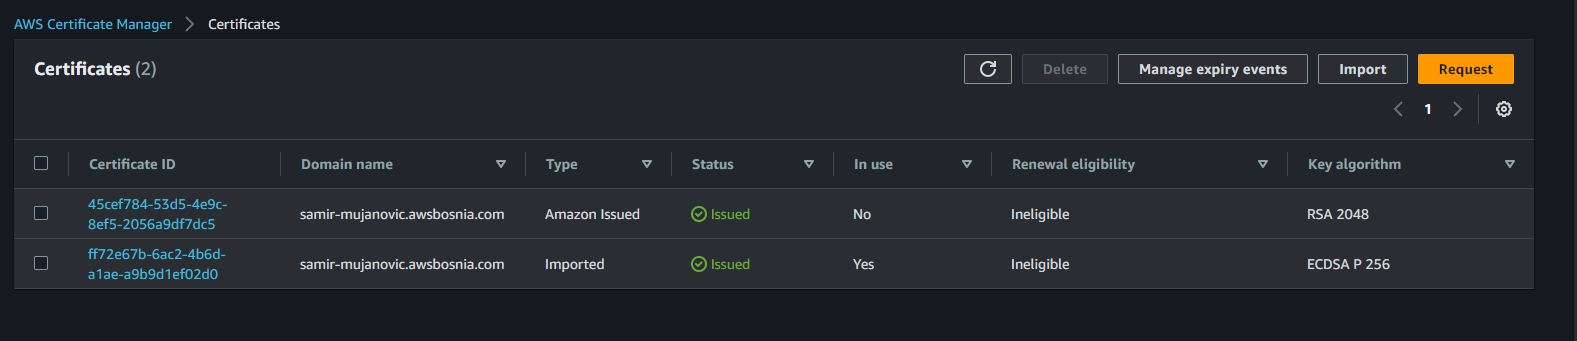 AWS Certificate Manager > Certificates
Certificates (2)
Delete
Manage expiry events
Import
Request
1
Certificate ID Domain name Type Status In use Renewal eligibility Key algorithm
45cef784-53d5-4e9c-
8ef5-2056a9df7dc5
samir-mujanovic.awsbosnia.com Amazon Issued Issued No Ineligible RSA 2048
ff72e67b-6ac2-4b6d-
a1ae-a9b9d1ef02d0
samir-mujanovic.awsbosnia.com Imported Issued Yes Ineligible ECDSA P 256